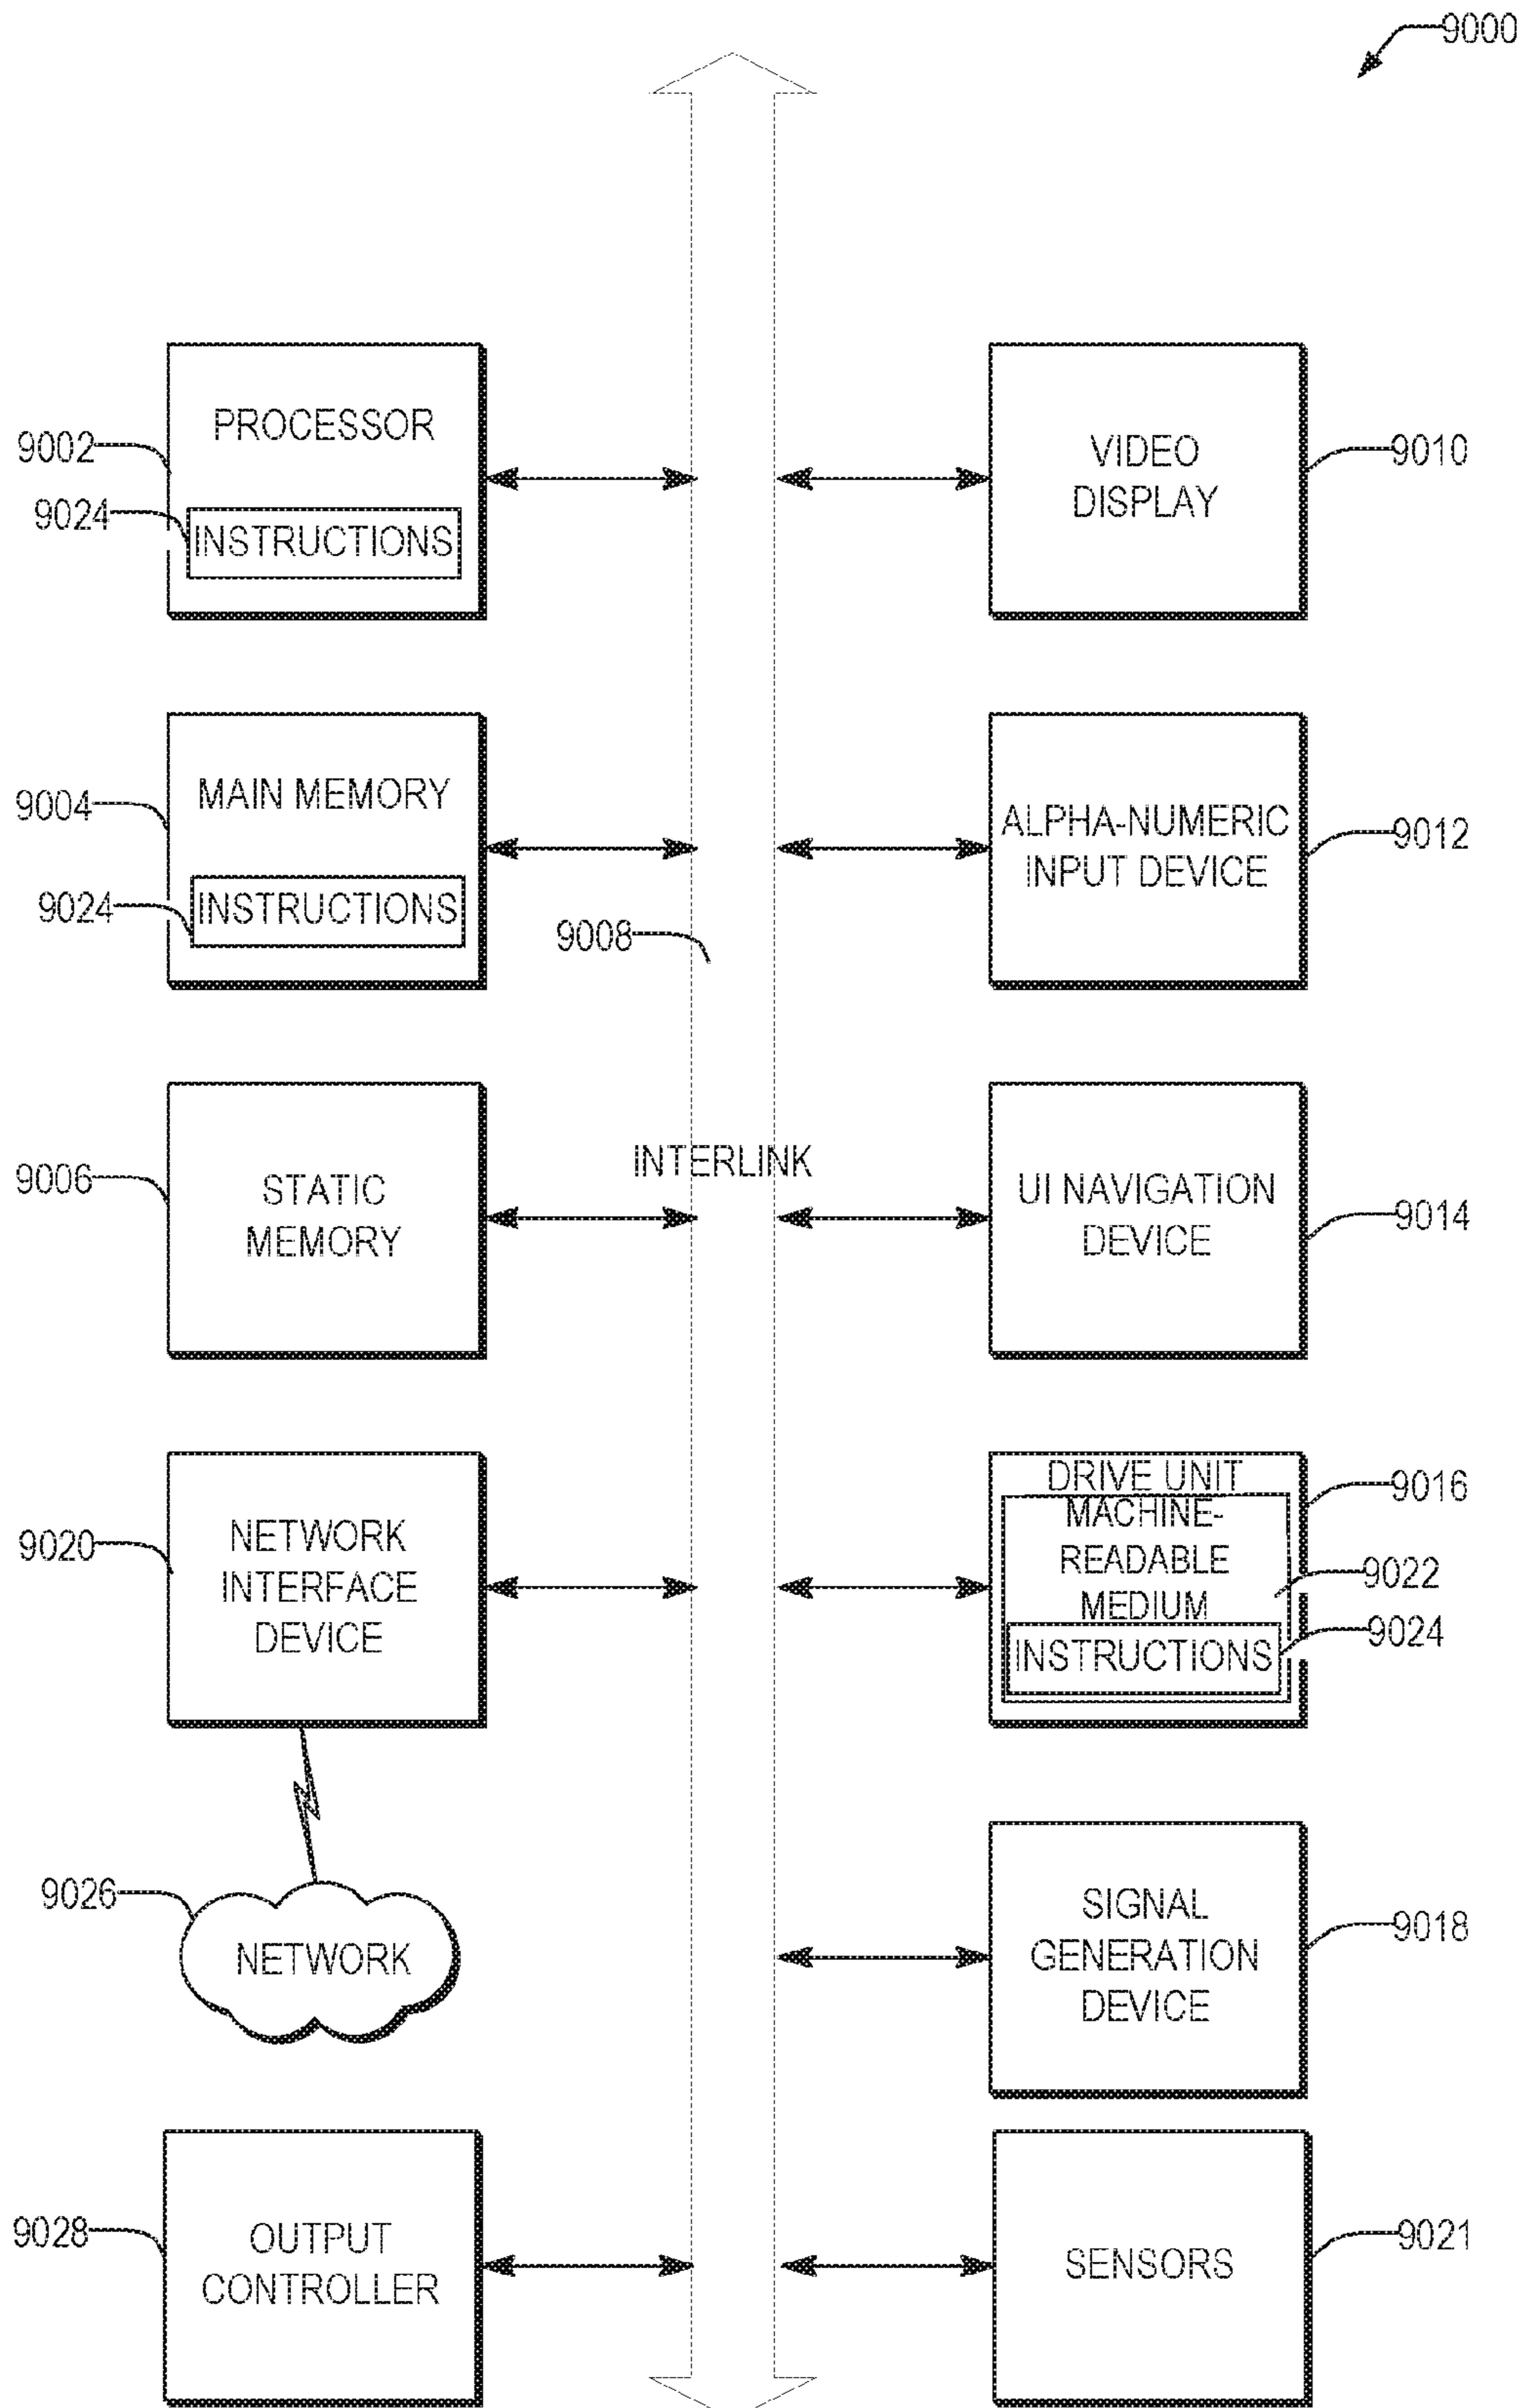 9000
PROCESSOR
9002
9024
INSTRUCTIONS
VIDEO
DISPLAY
9010
MAIN MEMORY
9004
9024
INSTRUCTIONS
9008
ALPHA-NUMERIC
INPUT DEVICE
9012
INTERLINK
9006
STATIC
MEMORY
UI NAVIGATION
DEVICE
9014
9020
NETWORK
INTERFACE
DEVICE
DRIVE UNIT
9016
MACHINE-
READABLE
MEDIUM
9022
9024
INSTRUCTIONS
9026
NETWORK
SIGNAL
GENERATION
DEVICE
9018
9028
OUTPUT
CONTROLLER
SENSORS
9021